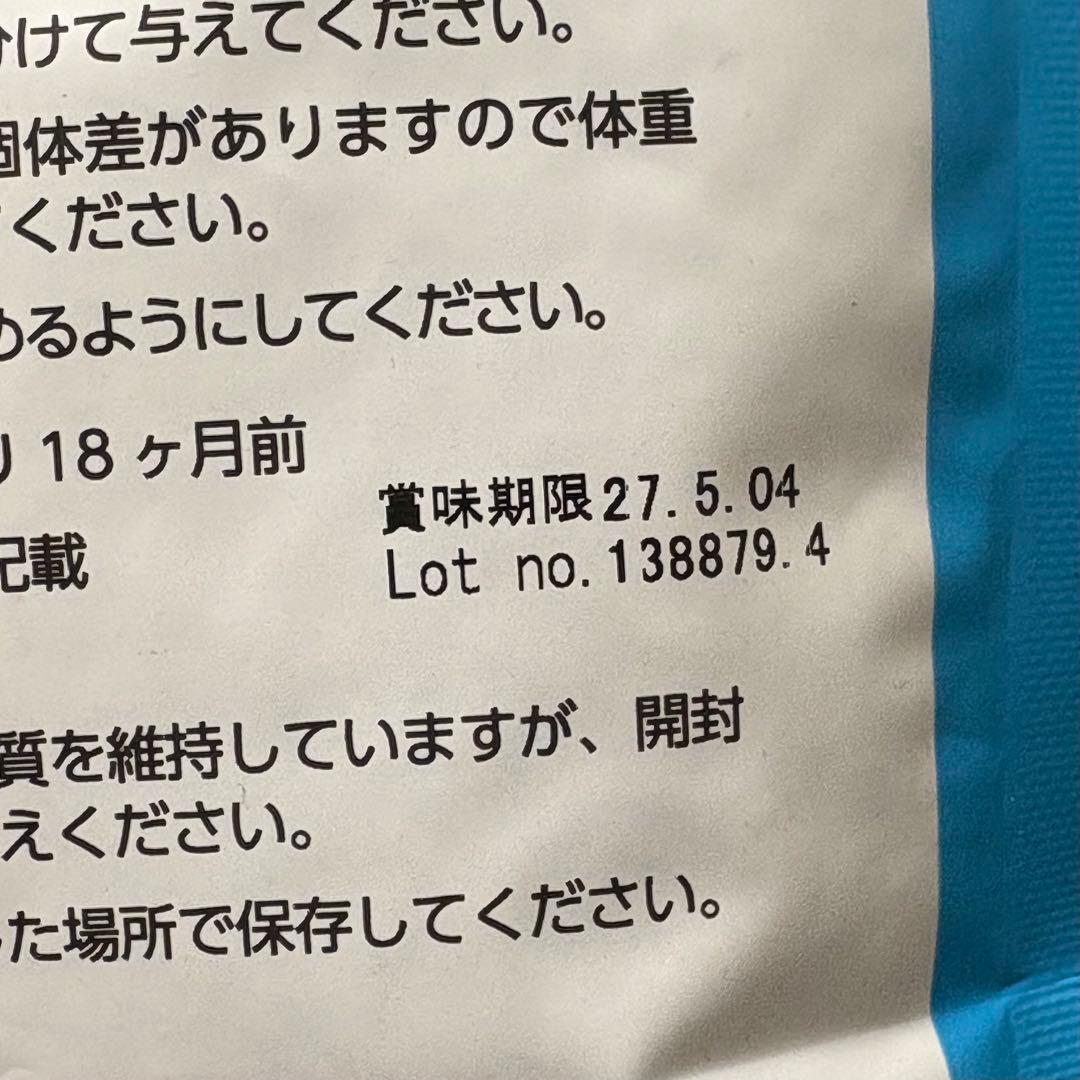 けて与えてください。
個体差がありますので体重
ください。
めるようにしてください。
り 18 ヶ月前
賞味期限27.5.04
記載
Lot no.138879.4
質を維持していますが、開封
えください。
した場所で保存してください。